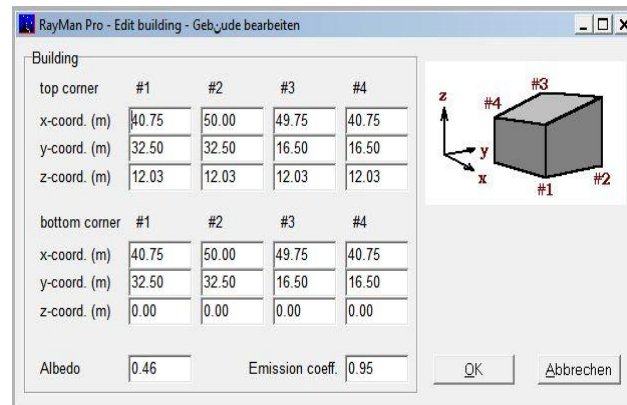 RayMan Pro - Edit building - Gebنude bearbeiten
Building
top corner #1 #2 #3 #4
x-coord. (m) 40.75 50.00 49.75 40.75
y-coord. (m) 32.50 32.50 16.50 16.50
z-coord. (m) 12.03 12.03 12.03 12.03
bottom corner #1 #2 #3 #4
x-coord. (m) 40.75 50.00 49.75 40.75
y-coord. (m) 32.50 32.50 16.50 16.50
z-coord. (m) 0.00 0.00 0.00 0.00
Albedo 0.46 Emission coeff. 0.95
z
y
x
#4
#3
#1
#2
OK
Abbrechen